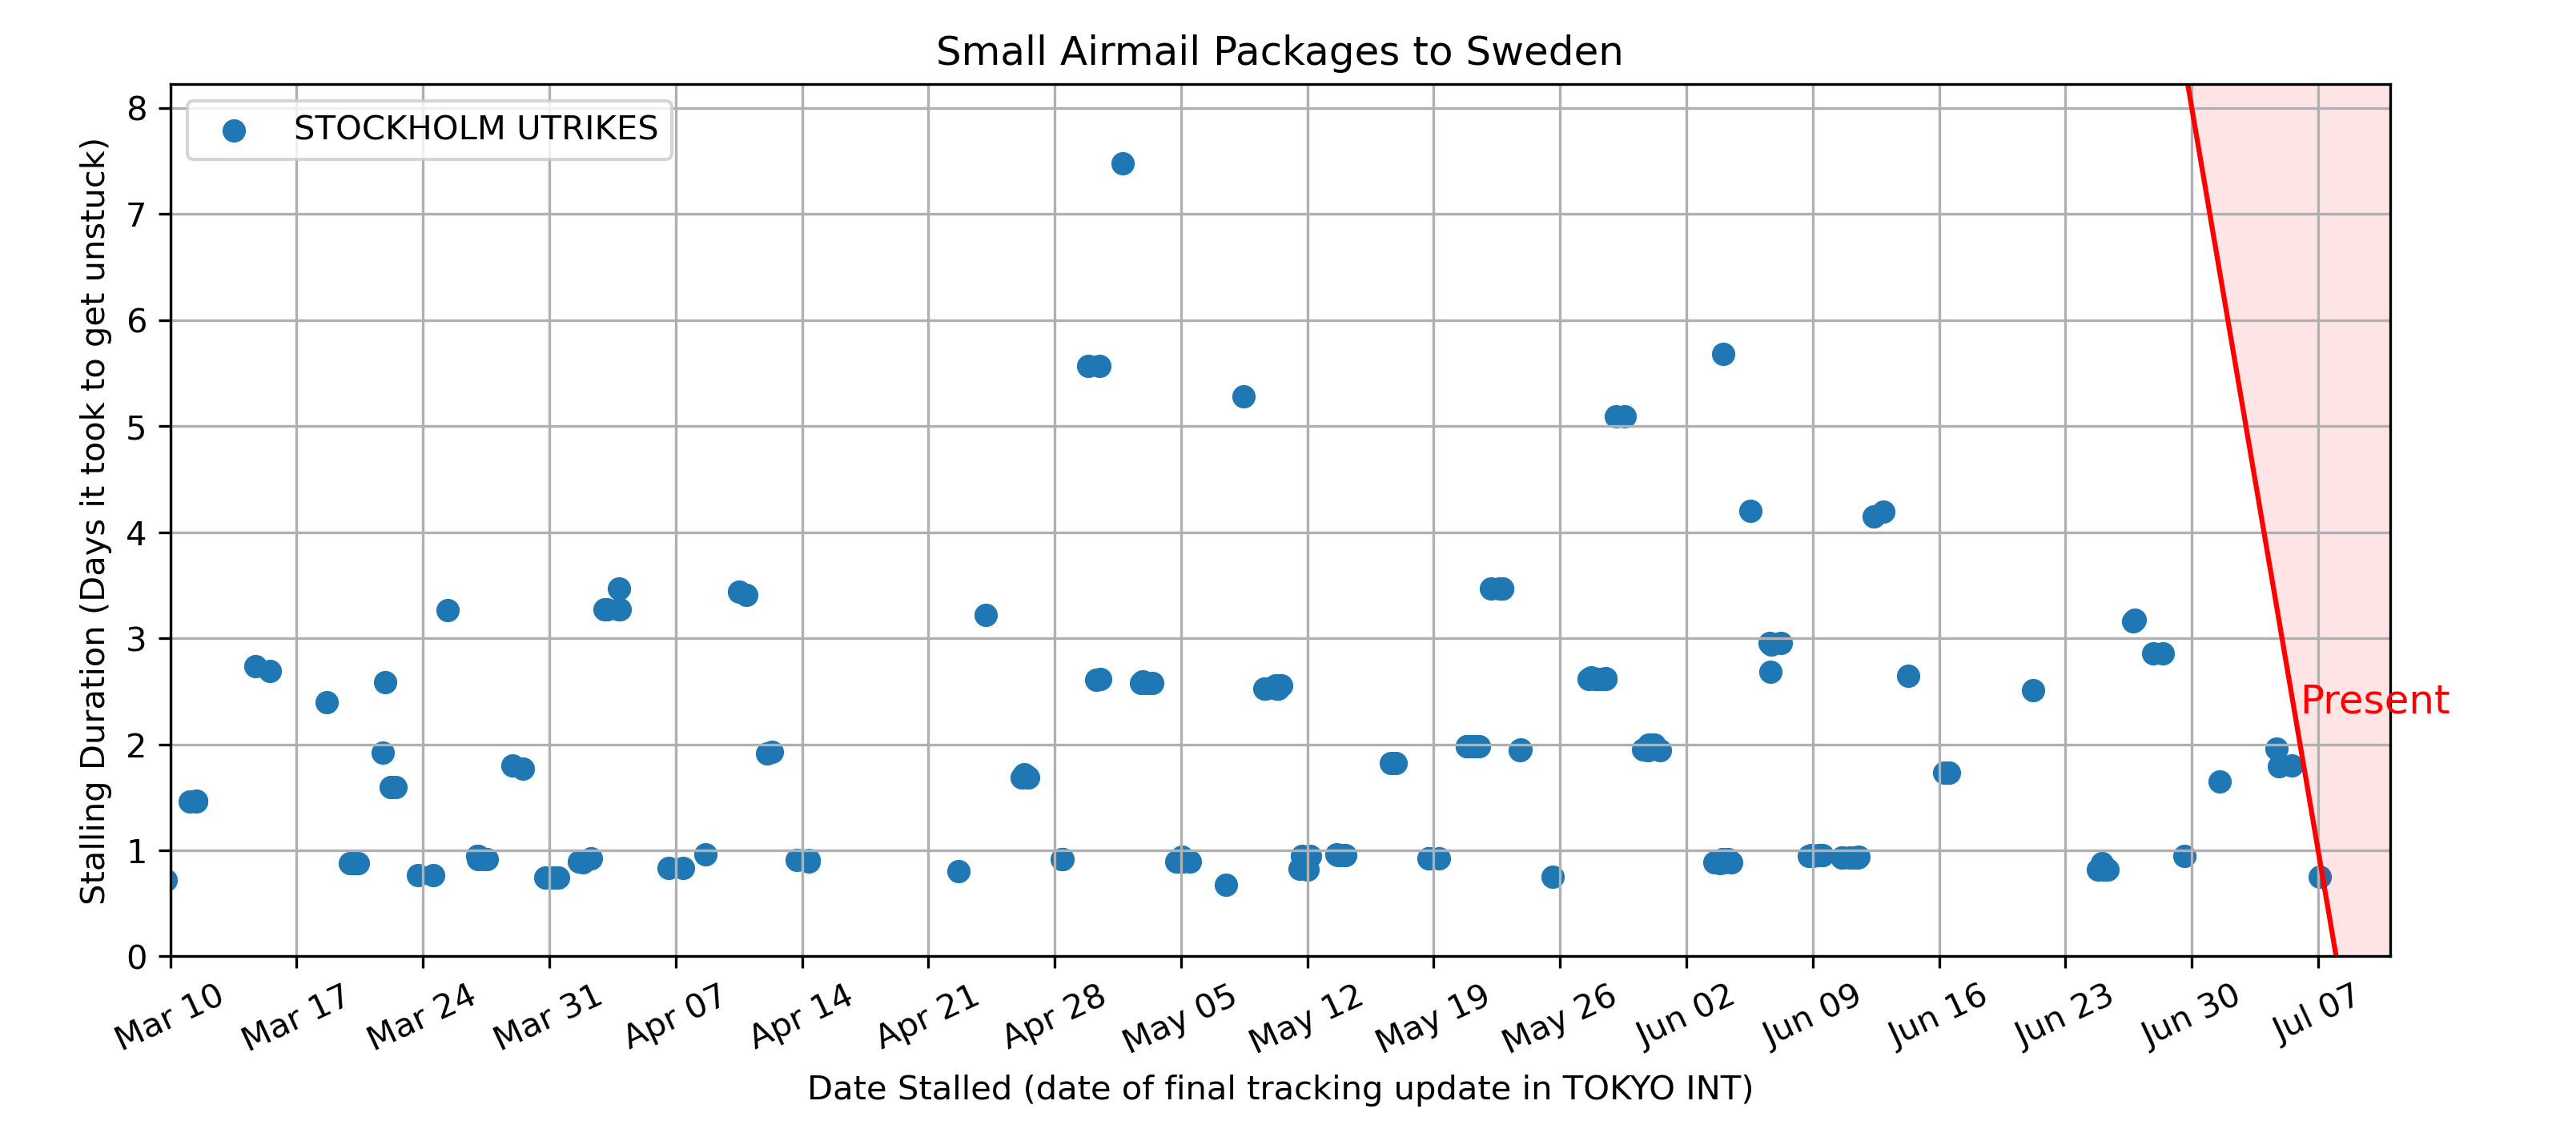 Small Airmail Packages to Sweden
STOCKHOLM UTRIKES
Stalling Duration (Days it took to get unstuck)
8
7
6
5
4
3
2
1
0
Present
Mar 10
Mar 17
Mar 24
Mar 31
Apr 07
Apr 14
Apr 21
Apr 28
May 05
May 12
May 19
May 26
Jun 02
Jun 09
Jun 16
Jun 23
Jun 30
Jul 07
Date Stalled (date of final tracking update in TOKYO INT)